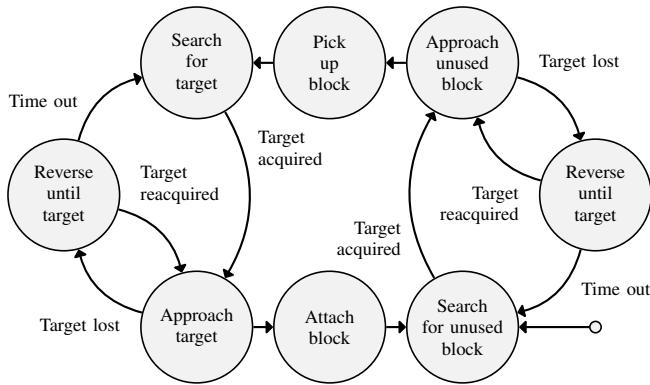 Search
for
target
Pick
up
block
Approach
unused
block
Target lost
Time out
Target
acquired
Reverse
until
target
Target
reacquired
Target
reacquired
Reverse
until
target
Target
acquired
Target lost
Approach
target
Attach
block
Search
for unused
block
Time out